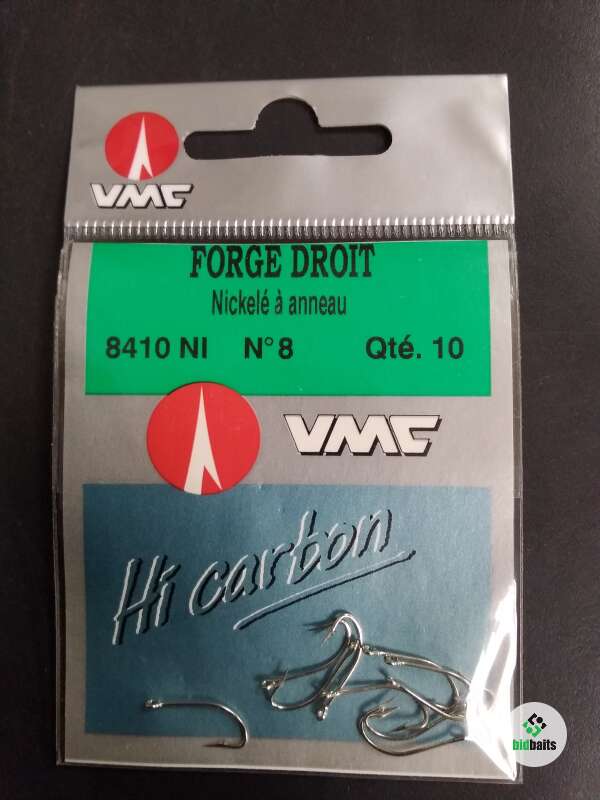 VMC
FORGE DROIT
Nickelé à anneau
8410 NI N°8 Qté. 10
VMC
Hi carbon
bidbaits